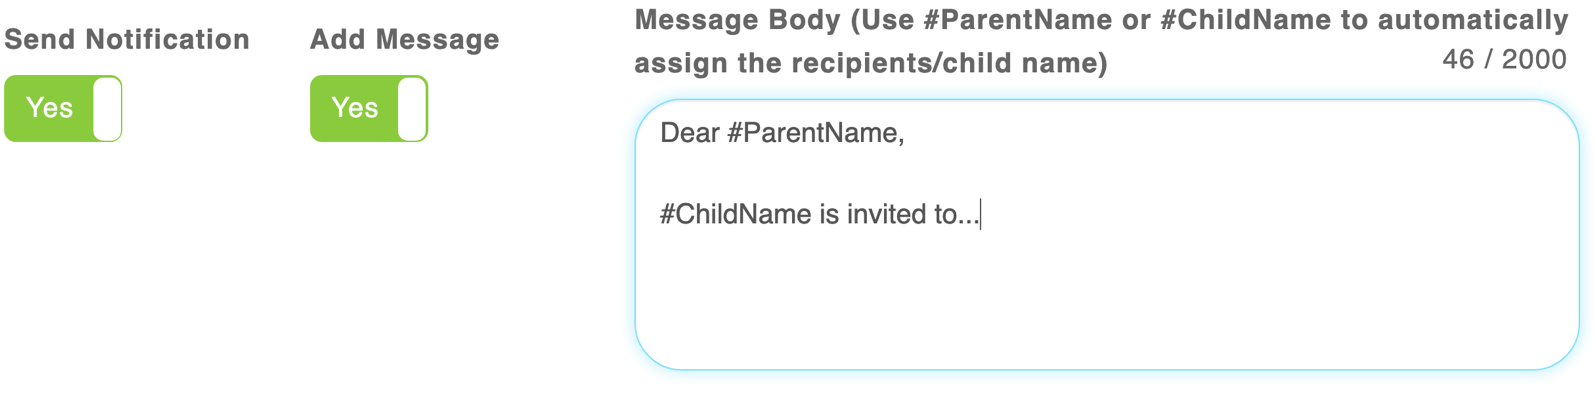 Send Notification
Yes
Add Message
Yes
Message Body (Use #ParentName or #ChildName to automatically
assign the recipients/child name)
46 / 2000
Dear #ParentName,
#ChildName is invited to...